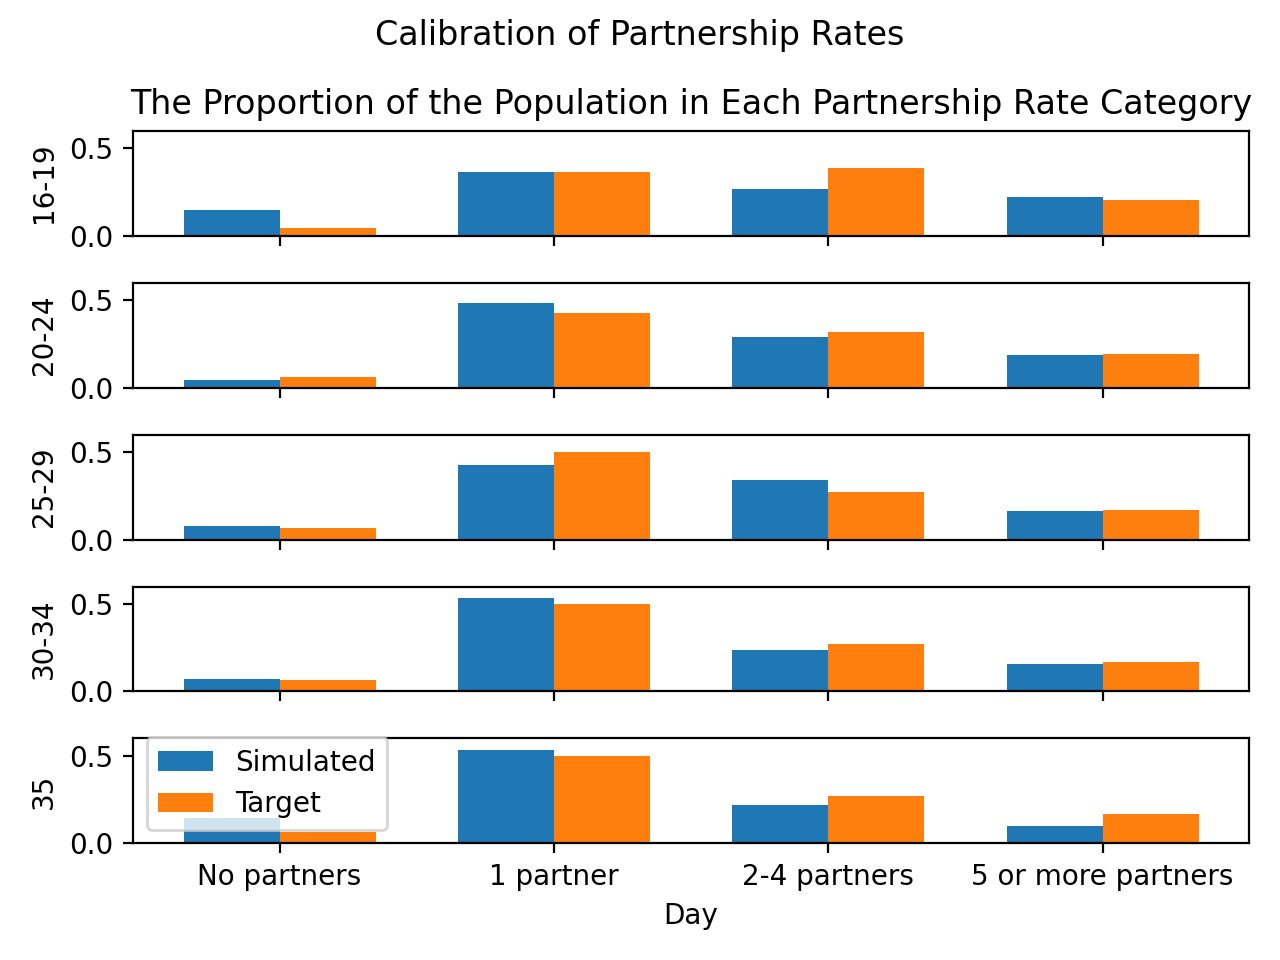 Calibration of Partnership Rates
The Proportion of the Population in Each Partnership Rate Category
0.5
0.0
16-19
0.5
0.0
20-24
0.5
0.0
25-29
0.5
0.0
30-34
0.5
0.0
35
Simulated
Target
No partners
1 partner
2-4 partners
5 or more partners
Day